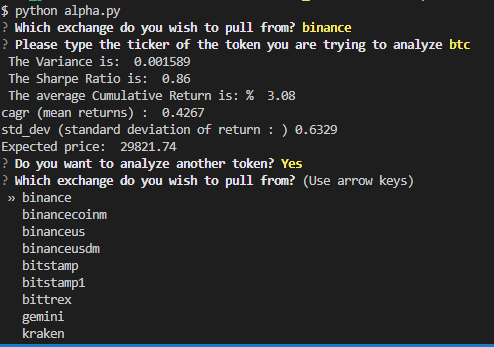 $ python alpha.py
? Which exchange do you wish to pull from? binance
? Please type the ticker of the token you are trying to analyze btc
The Variance is:  0.001589
The Sharpe Ratio is:  0.86
The average Cumulative Return is: %  3.08
cagr (mean returns) :  0.4267
std_dev (standard deviation of return : ) 0.6329
Expected price:  29821.74
? Do you want to analyze another token? Yes
? Which exchange do you wish to pull from? (Use arrow keys)
» binance
binancecoinm
binanceus
binanceusdm
bitstamp
bitstamp1
bittrex
gemini
kraken